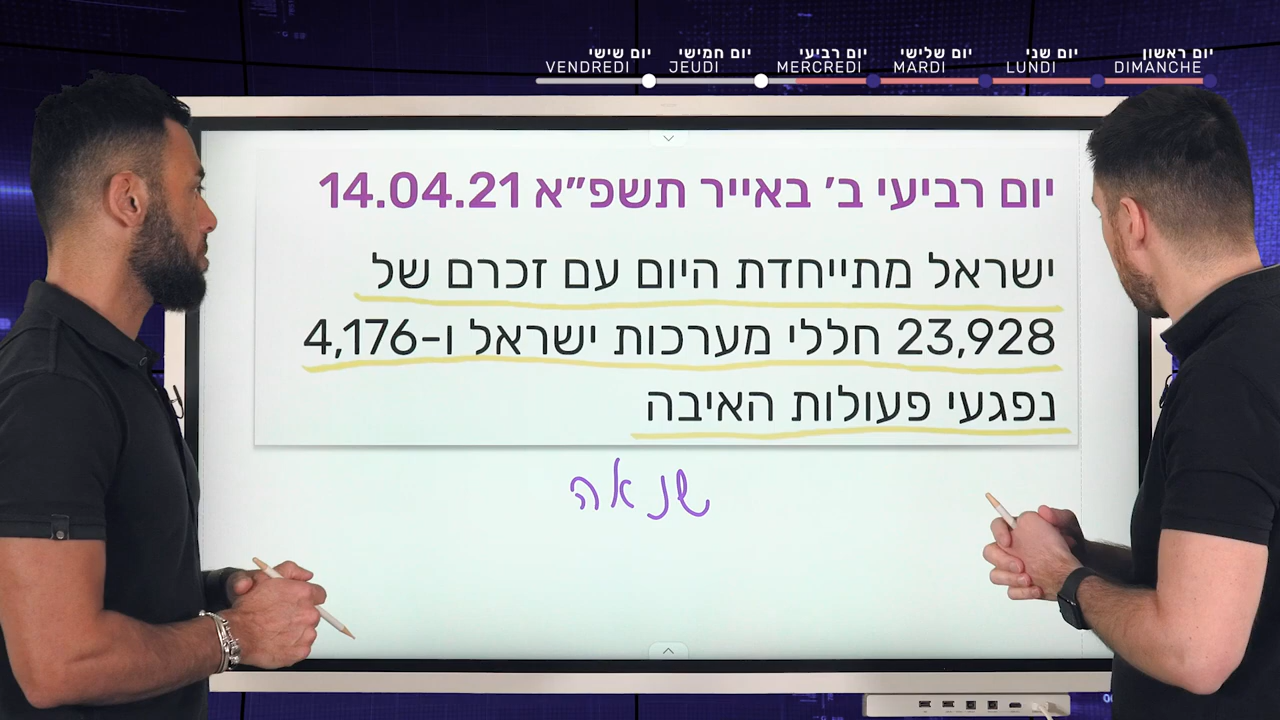 יום ראשון
DIMANCHE
יום שני
LUNDI
יום שלישי
MARDI
יום רביעי
MERCREDI
יום חמישי
JEUDI
יום שישי
VENDREDI
יום רביעי ב׳ באייר תשפ״א 14.04.21
ישראל מתייחדת היום עם זכרם של
23,928 חללי מערכות ישראל ו-4,176
נפגעי פעולות האיבה
שנאה